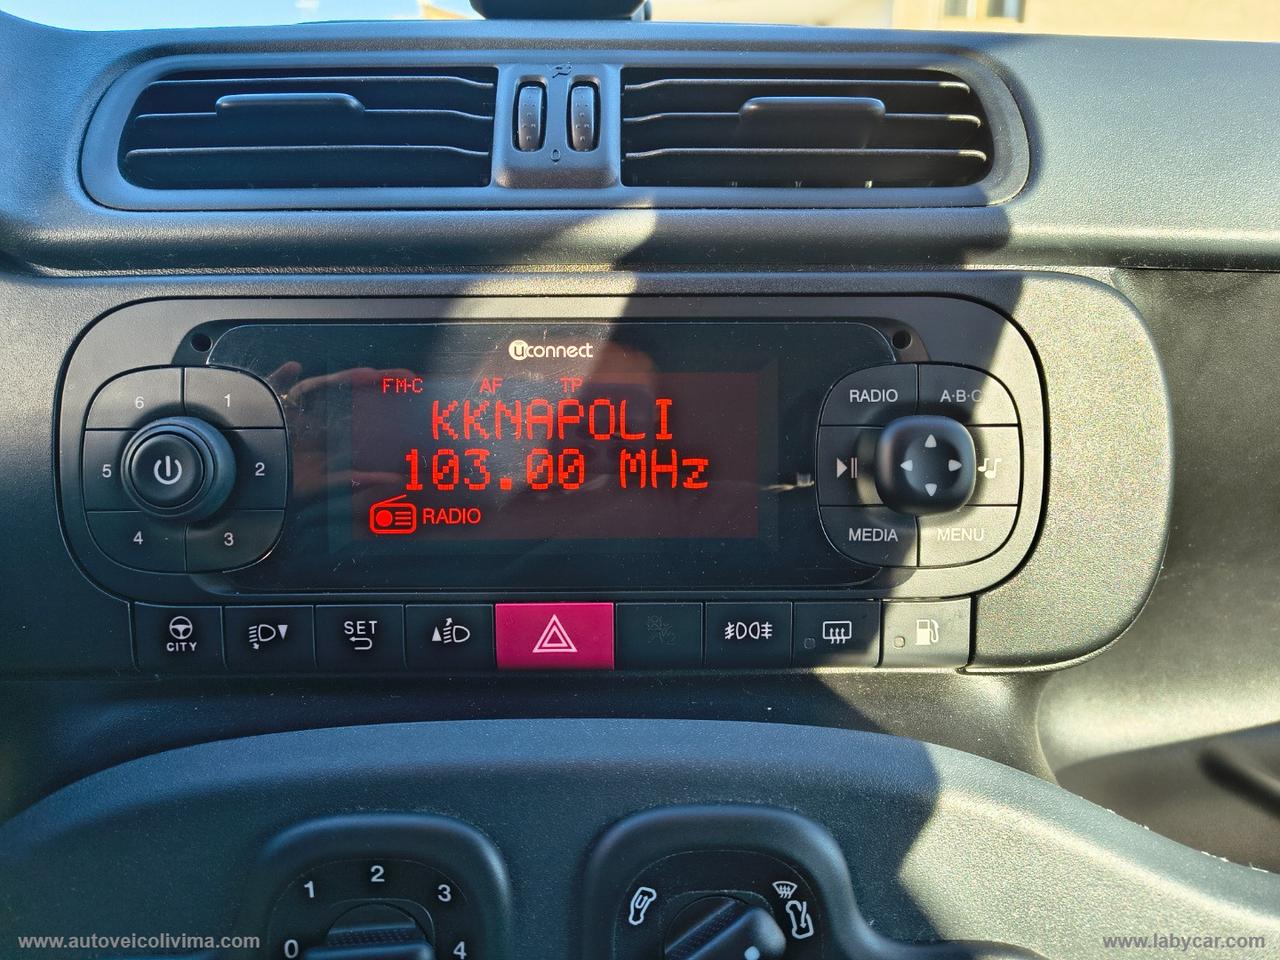 0
uconnect
FM-C AF TP
KKNAPOLI
103.00 MHz
RADIO
6 1
5 2
4 3
RADIO A·B·C
MEDIA MENU
CITY
SET
0 1 2 3 4
www.autoveicolivima.com
www.labycar.com